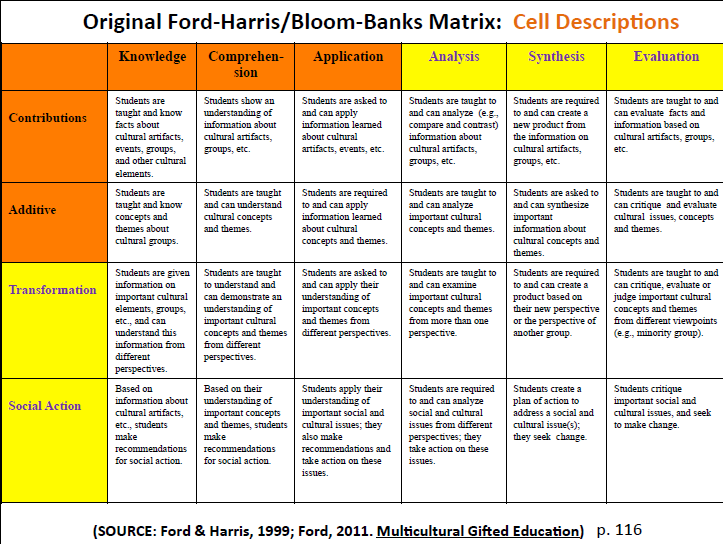 Original Ford-Harris/Bloom-Banks Matrix: Cell Descriptions
Knowledge
Comprehen-
sion
Application
Analysis
Synthesis
Evaluation
Contributions
Students are
taught and know
facts about
cultural artifacts,
events, groups,
and other cultural
elements.
Students show an
understanding of
information about
cultural artifacts,
groups, etc.
Students are asked to
and can apply
information learned
about cultural
artifacts, events, etc.
Students are taught to
and can analyze (e.g.,
compare and contrast)
information about
cultural artifacts,
groups, etc.
Students are required
to and can create a
new product from
the information on
cultural artifacts,
groups, etc.
Students are taught to and
can evaluate facts and
information based on
cultural artifacts, groups,
etc.
Additive
Students are
taught and know
concepts and
themes about
cultural groups.
Students are taught
and can understand
cultural concepts
and themes.
Students are required
to and can apply
information learned
about cultural
concepts and themes.
Students are taught to
and can analyze
important cultural
concepts and themes.
Students are asked to
and can synthesize
important
information about
cultural concepts and
themes.
Students are taught to and
can critique and evaluate
cultural issues, concepts
and themes.
Transformation
Students are given
information on
important cultural
elements, groups,
etc., and can
understand this
information from
different
perspectives.
Students are taught
to understand and
can demonstrate an
understanding of
important cultural
concepts and themes
from different
perspectives.
Students are asked to
and can apply their
understanding of
important concepts
and themes from
different perspectives.
Students are taught to
and can examine
important cultural
concepts and themes
from more than one
perspective.
Students are required
to and can create a
product based on
their new perspective
or the perspective of
another group.
Students are taught to and
can critique, evaluate or
judge important cultural
concepts and themes
from different viewpoints
(e.g., minority group).
Social Action
Based on
information about
cultural artifacts,
etc., students
make
recommendations
for social action.
Based on their
understanding of
important concepts
and themes, students
make
recommendations
for social action.
Students apply their
understanding of
important social and
cultural issues; they
also make
recommendations and
take action on these
issues.
Students are required
to and can analyze
social and cultural
issues from different
perspectives; they
take action on these
issues.
Students create a
plan of action to
address a social and
cultural issue(s);
they seek change.
Students critique
important social and
cultural issues, and seek
to make change.
(SOURCE: Ford & Harris, 1999; Ford, 2011. Multicultural Gifted Education) p. 116